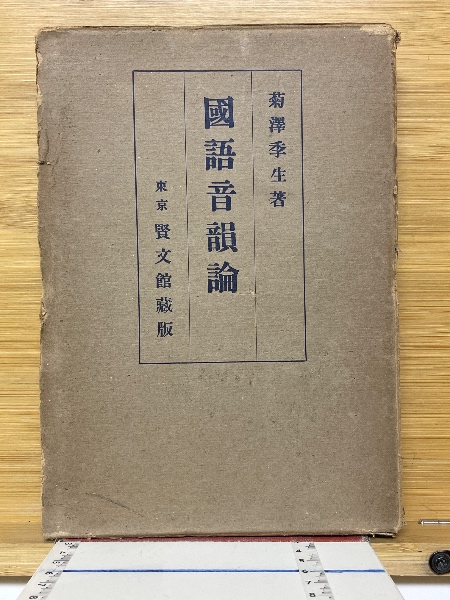 菊澤季生著
國語音韻論
東京 賢文館藏版